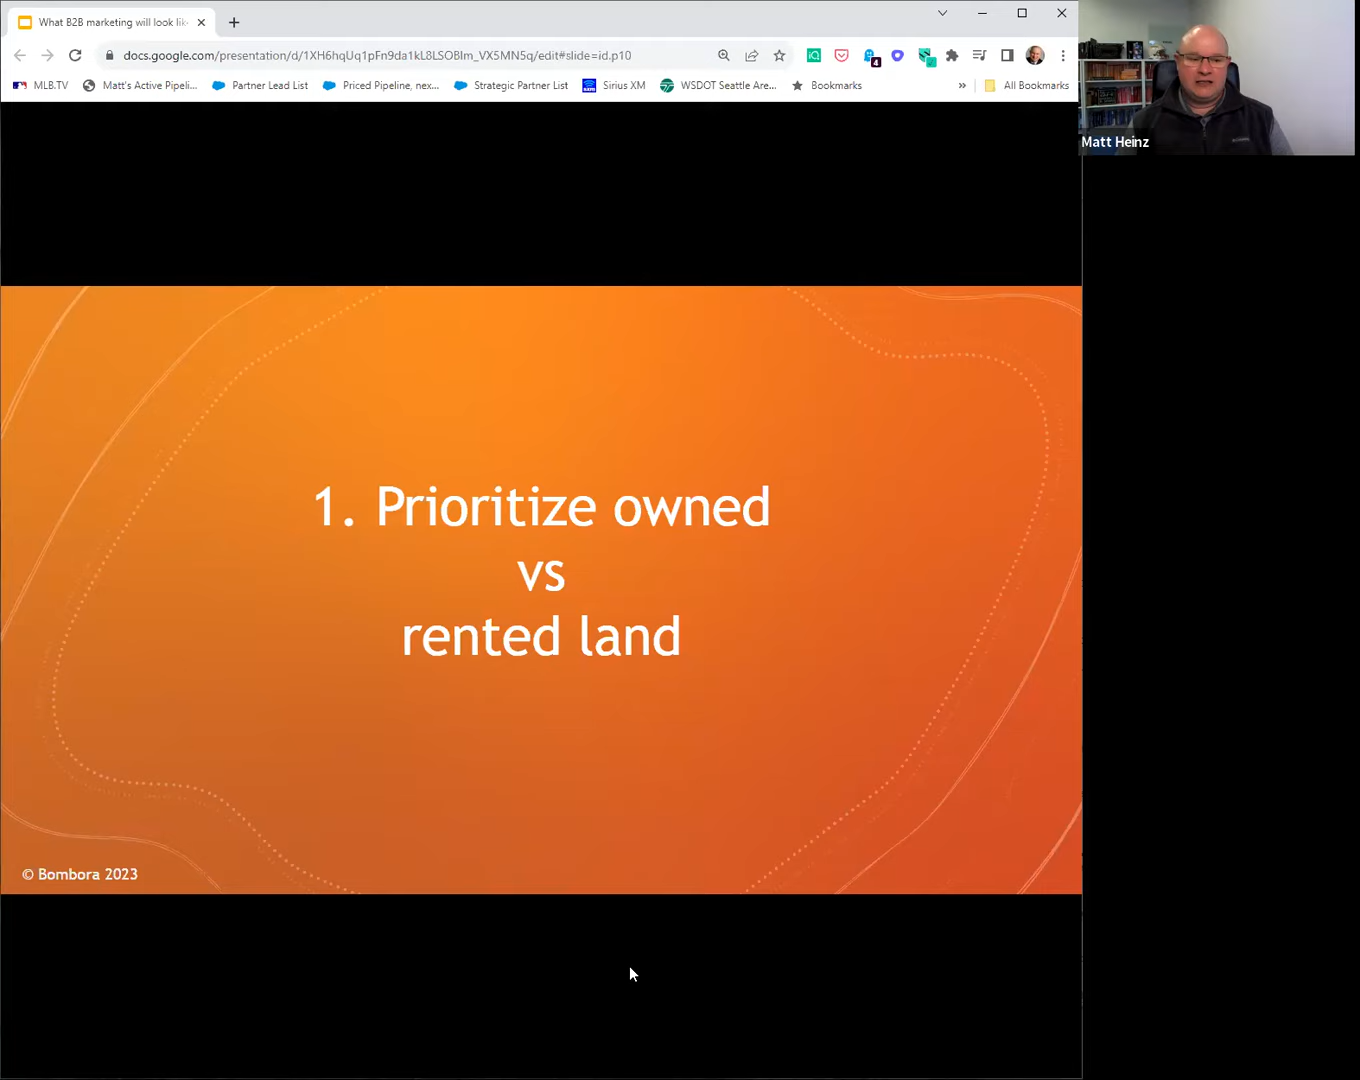 What B2B marketing will look lik
docs.google.com/presentation/d/1XH6hqUq1pFn9da1kL8LSOBIm_VX5MN5q/edit#slide=id.p10
4
MLB.TV
Matt's Active Pipeli...
Partner Lead List
Priced Pipeline, nex...
Strategic Partner List
Sirius XM
WSDOT Seattle Are...
Bookmarks
»
All Bookmarks
Matt Heinz
1. Prioritize owned
vs
rented land
© Bombora 2023